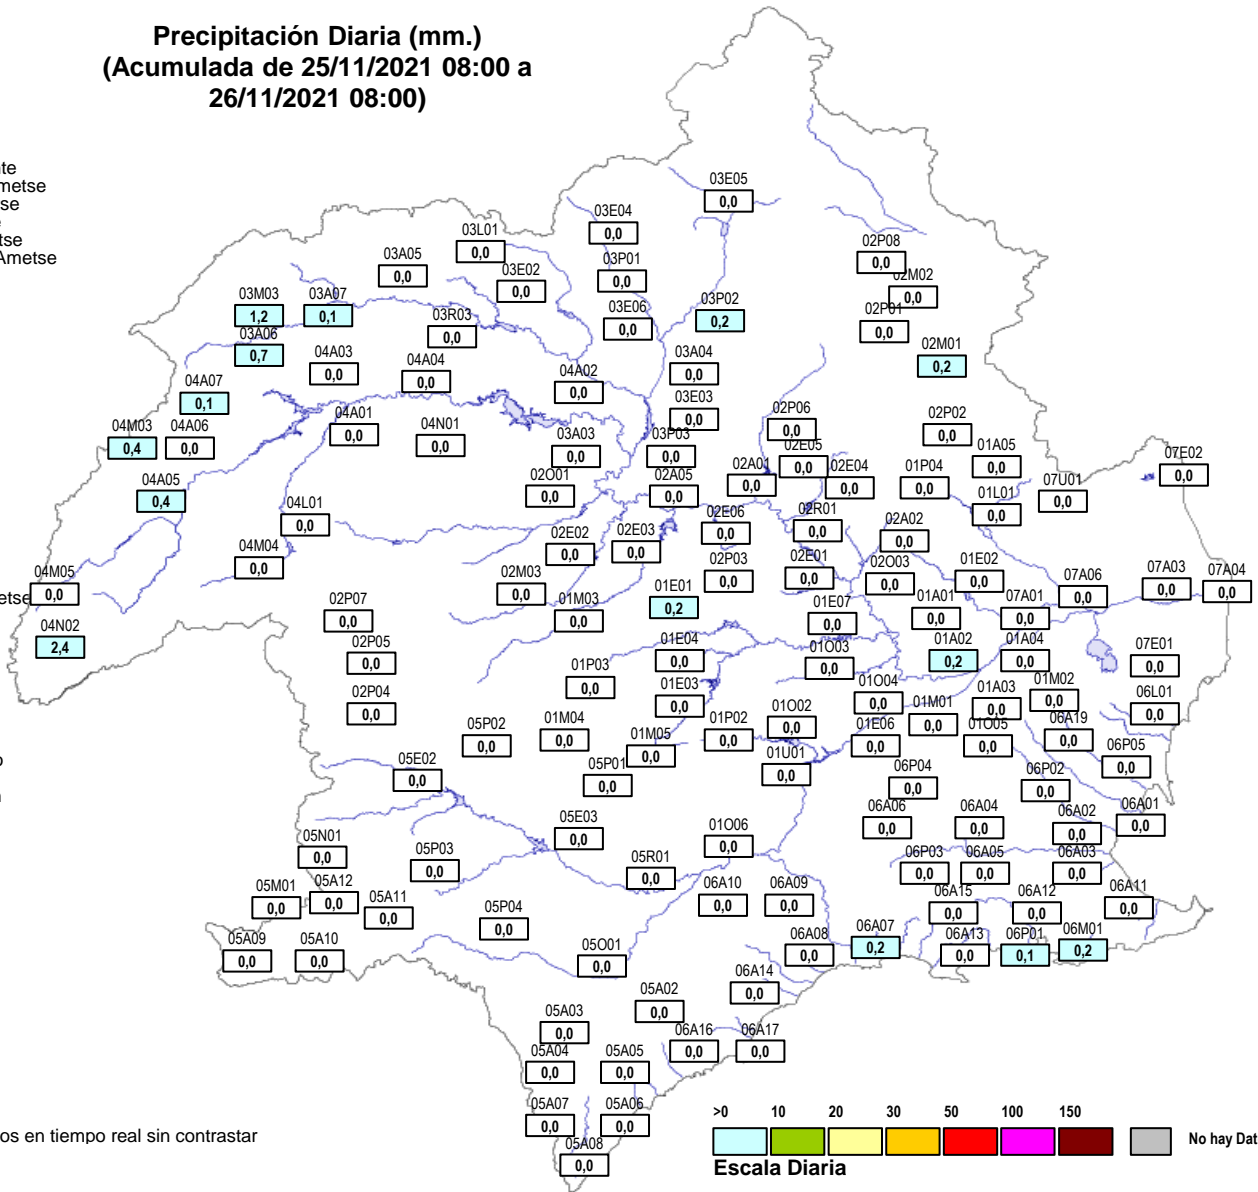 Precipitación Diaria (mm.)
(Acumulada de 25/11/2021 08:00 a
26/11/2021 08:00)
nte
metse
se
e
tse
Ametse
03E05
0,0
03E04
0,0
03L01
0,0
03A05
0,0
03E02
0,0
03P01
0,0
02P08
0,0
02M02
0,0
03M03
1,2
03A07
0,1
03R03
0,0
03E06
0,0
03P02
0,2
02P01
0,0
03A06
0,7
04A03
0,0
04A04
0,0
04A02
0,0
03A04
0,0
02M01
0,2
04A07
0,1
04A01
0,0
04N01
0,0
03E03
0,0
02P06
0,0
02P02
0,0
04M03
0,4
04A06
0,0
03A03
0,0
03P03
0,0
02E05
0,0
01A05
0,0
07E02
0,0
04A05
0,4
02O01
0,0
02A05
0,0
02A01
0,0
02E04
0,0
01P04
0,0
07U01
0,0
04L01
0,0
02E06
0,0
02R01
0,0
01L01
0,0
04M04
0,0
02E02
0,0
02E03
0,0
02A02
0,0
04M05
0,0
etse
02M03
0,0
02P03
0,0
02E01
0,0
02O03
0,0
01E02
0,0
07A06
0,0
07A03
0,0
07A04
0,0
04N02
2,4
02P07
0,0
01M03
0,0
01E01
0,2
01E07
0,0
01A01
0,0
07A01
0,0
02P05
0,0
01E04
0,0
01O03
0,0
01A02
0,2
01A04
0,0
07E01
0,0
02P04
0,0
01P03
0,0
01E03
0,0
01O04
0,0
01A03
0,0
01M02
0,0
06L01
0,0
05P02
0,0
01M04
0,0
01M05
0,0
01P02
0,0
01O02
0,0
01E06
0,0
01M01
0,0
01O05
0,0
06A19
0,0
06P05
0,0
o
05E02
0,0
05P01
0,0
01U01
0,0
06P04
0,0
06P02
0,0
05E03
0,0
01O06
0,0
06A06
0,0
06A04
0,0
06A02
0,0
06A01
0,0
05N01
0,0
05P03
0,0
05R01
0,0
06P03
0,0
06A05
0,0
06A03
0,0
05M01
0,0
05A12
0,0
05A11
0,0
05P04
0,0
06A10
0,0
06A09
0,0
06A15
0,0
06A12
0,0
06A11
0,0
05A09
0,0
05A10
0,0
05O01
0,0
06A08
0,0
06A07
0,2
06A13
0,0
06P01
0,1
06M01
0,2
05A03
0,0
05A02
0,0
06A14
0,0
05A04
0,0
05A05
0,0
06A16
0,0
06A17
0,0
05A07
0,0
05A06
0,0
05A08
0,0
os en tiempo real sin contrastar
>0 10 20 30 50 100 150
No hay Dat
Escala Diaria